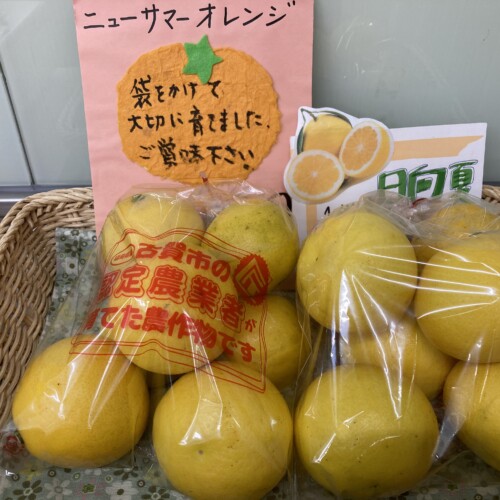 ニューサマーオレンジ
袋をかけて
大切に育てました。
ご賞味下さい。
日向夏
古賀市の
認定農業者が
育てた農作物です